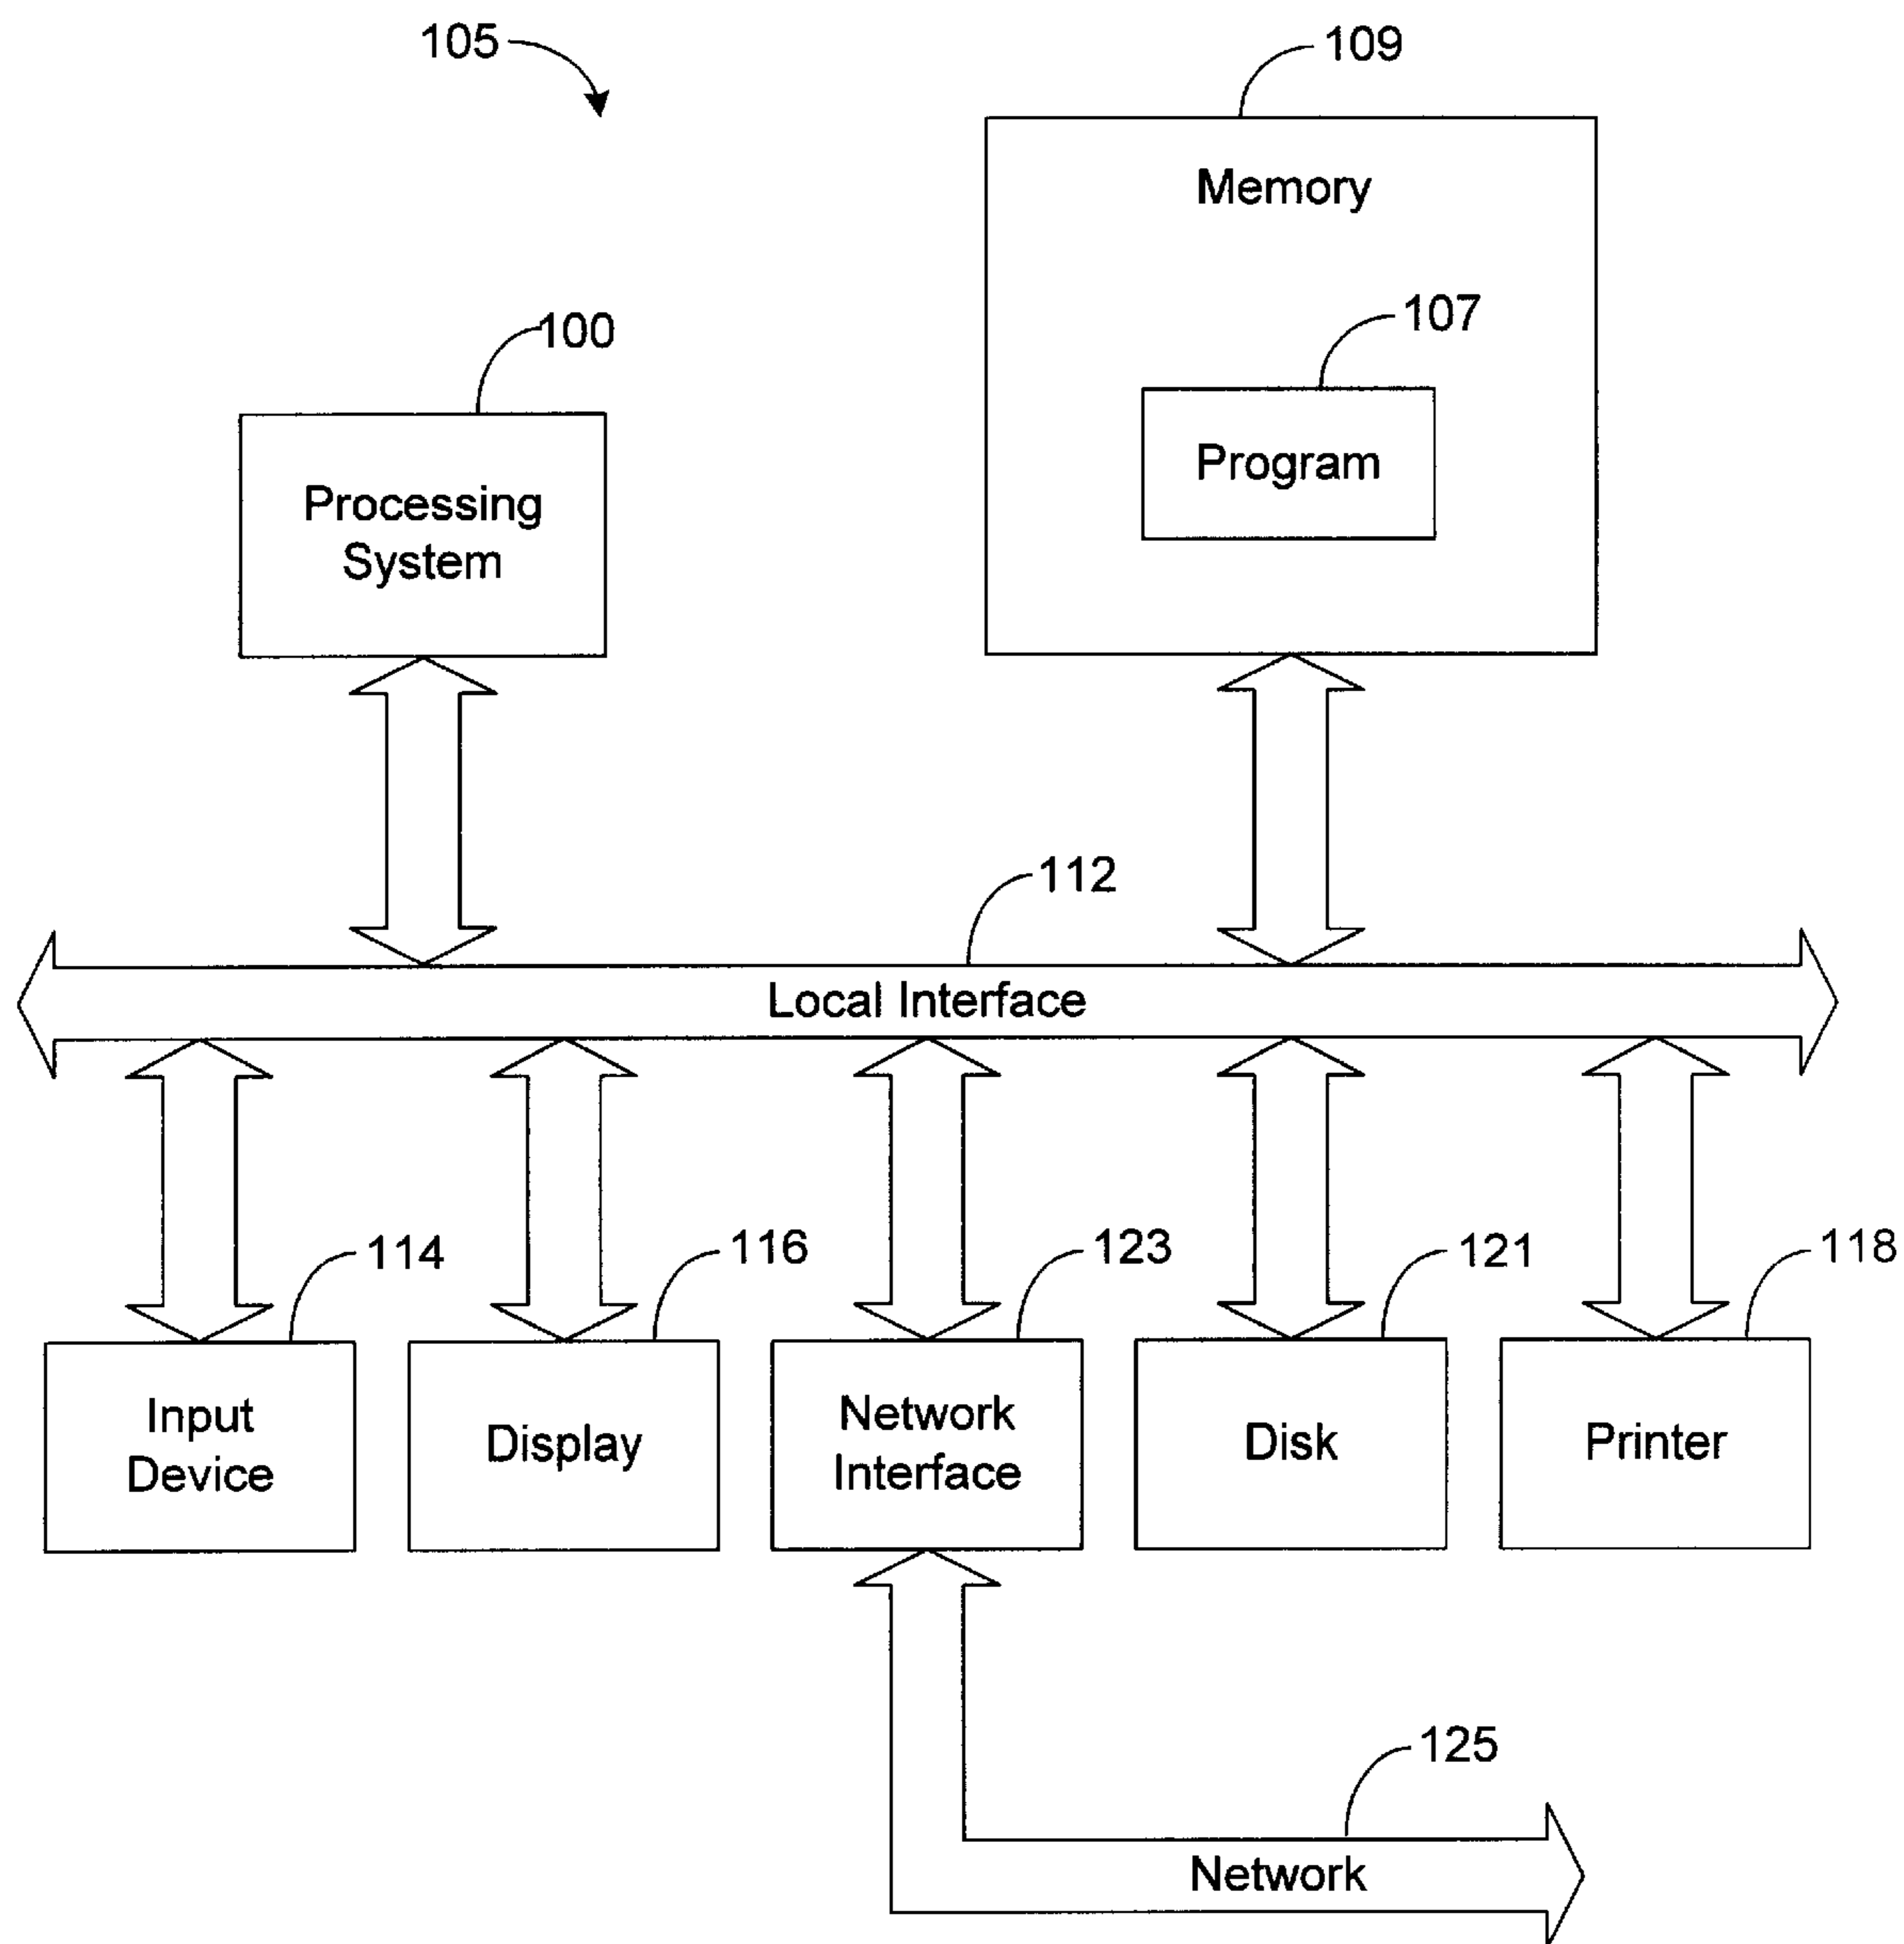 105
109
Memory
107
Program
100
Processing
System
112
Local Interface
114
116
123
121
118
Input
Device
Display
Network
Interface
Disk
Printer
125
Network